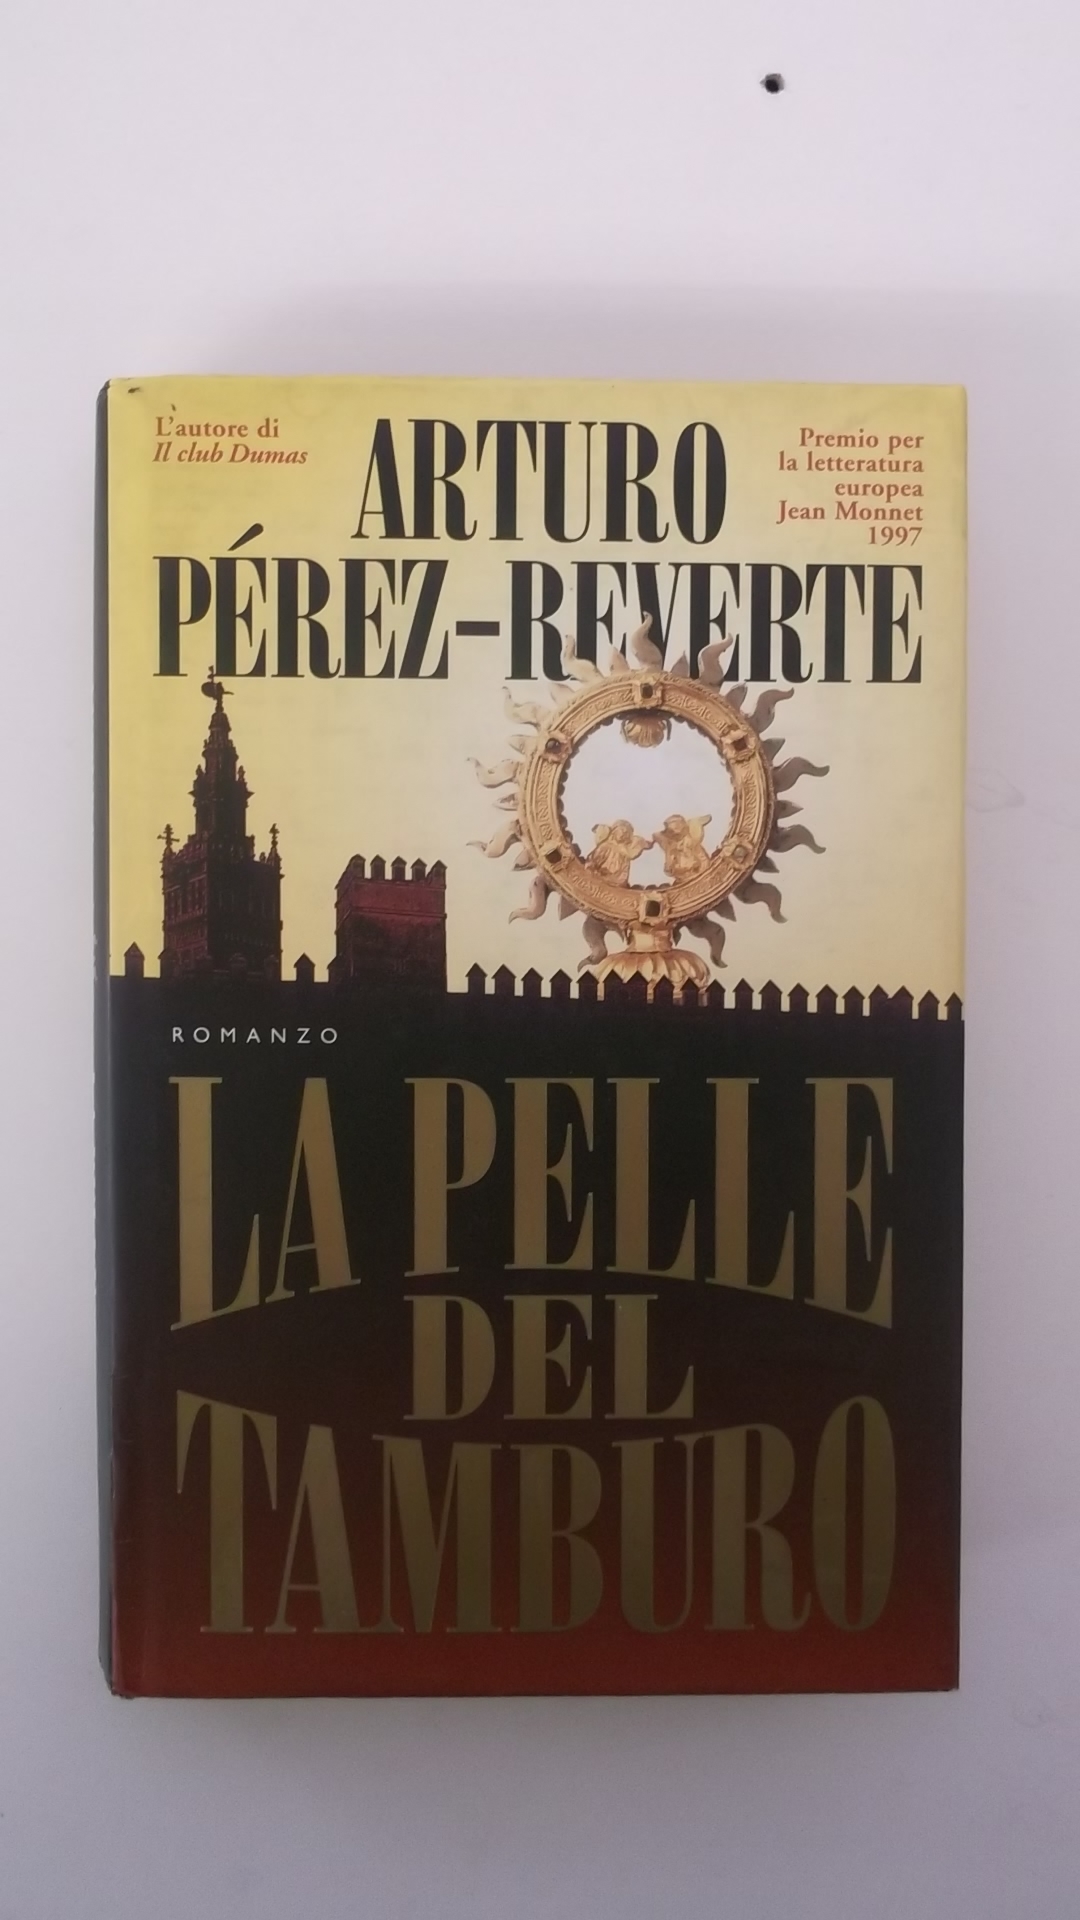 L'autore di
Il club Dumas
ARTURO
PÉREZ-REVERTE
Premio per
la letteratura
europea
Jean Monnet
1997
ROMANZO
LA PELLE
DEL
TAMBURO